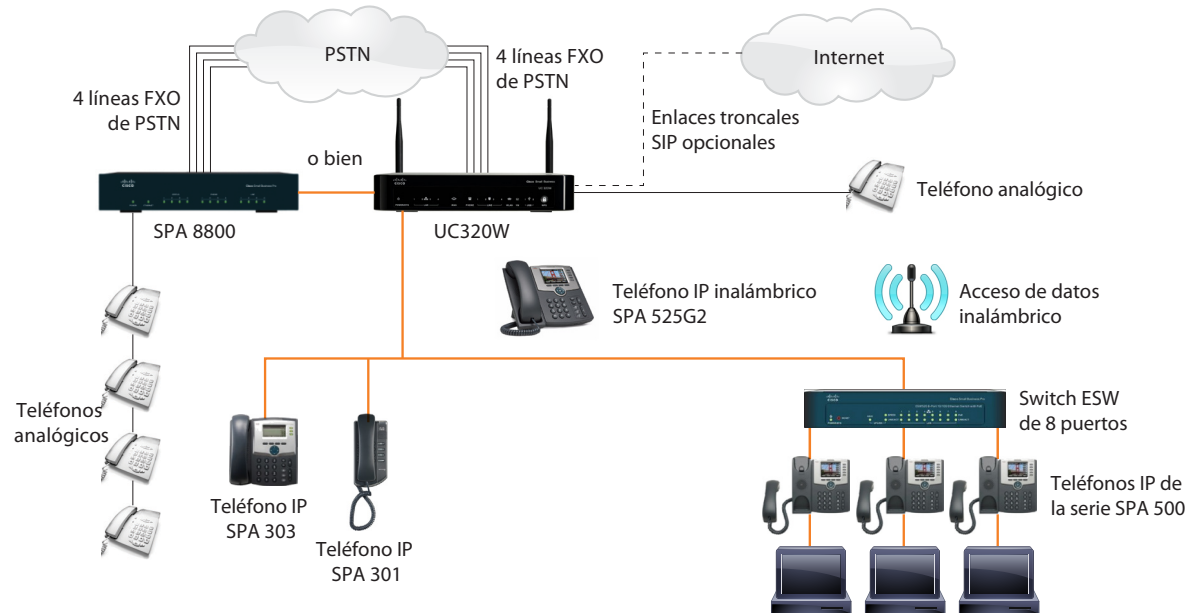 PSTN
4 líneas FXO
de PSTN
Internet
4 líneas FXO
de PSTN
Enlaces troncales
SIP opcionales
o bien
Teléfono analógico
SPA 8800
UC320W
Teléfono IP inalámbrico
SPA 525G2
Acceso de datos
inalámbrico
Teléfonos
analógicos
Switch ESW
de 8 puertos
Teléfono IP
SPA 303
Teléfono IP
SPA 301
Teléfonos IP de
la serie SPA 500